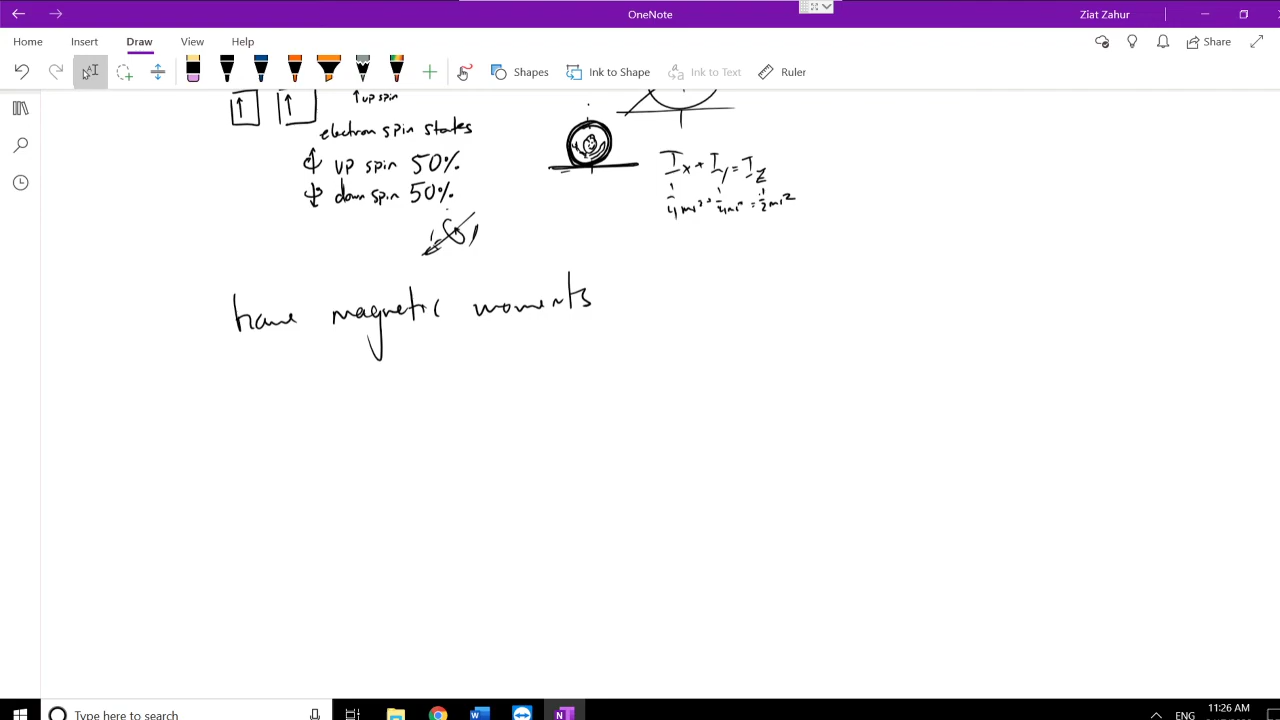 OneNote
Ziat Zahur
Home Insert Draw View Help
Share
Shapes
Ink to Shape
Ink to Text
Ruler
↑ up spin
electron spin states
up spin 50%
down spin 50%
Ix + Iy = Iz
have magnetic moments
Type here to search
ENG
11:26 AM